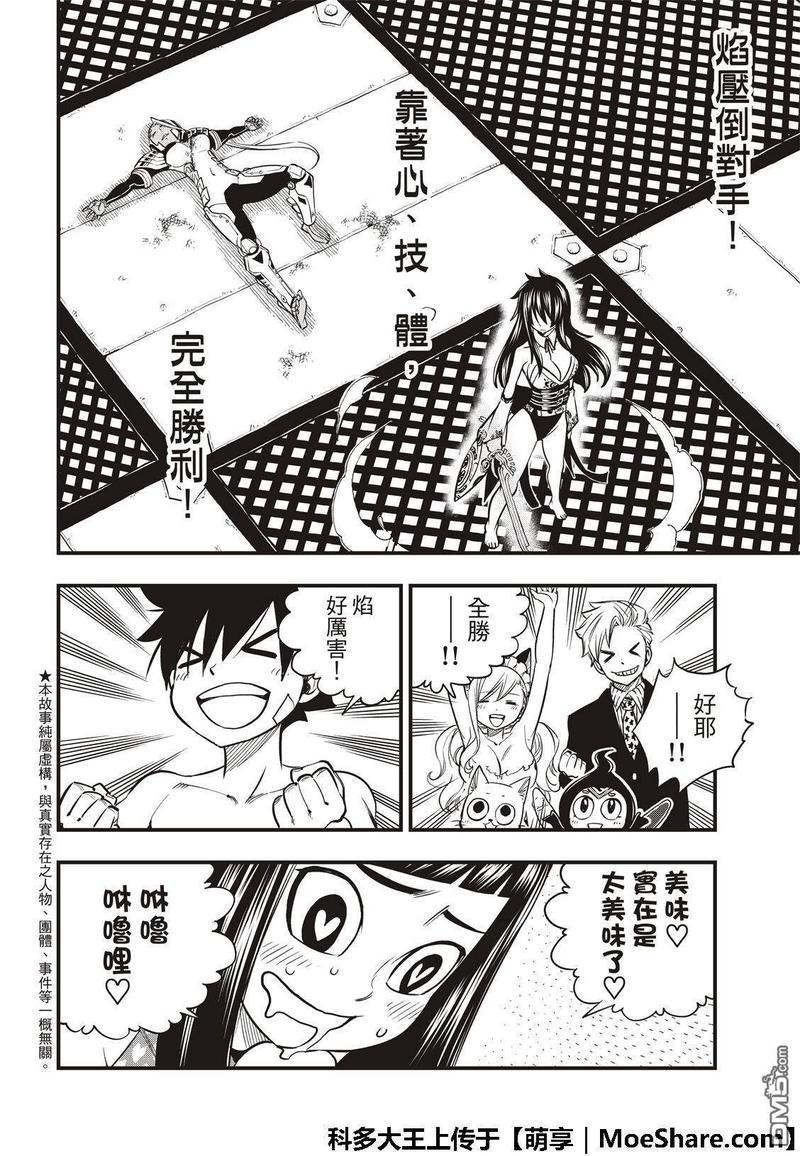 焰壓倒對手！
靠著心、技、體，
完全勝利！
好耶
——!!
全勝
——!!
焰
好厲害！
美味♡
實在是
太美味了♡
咻嚕
咻嚕哩♡
★本故事純屬虛構，與真實存在之人物、團體、事件等一概無關。
DM5.com
科多大王上传于【萌享｜MoeShare.com】